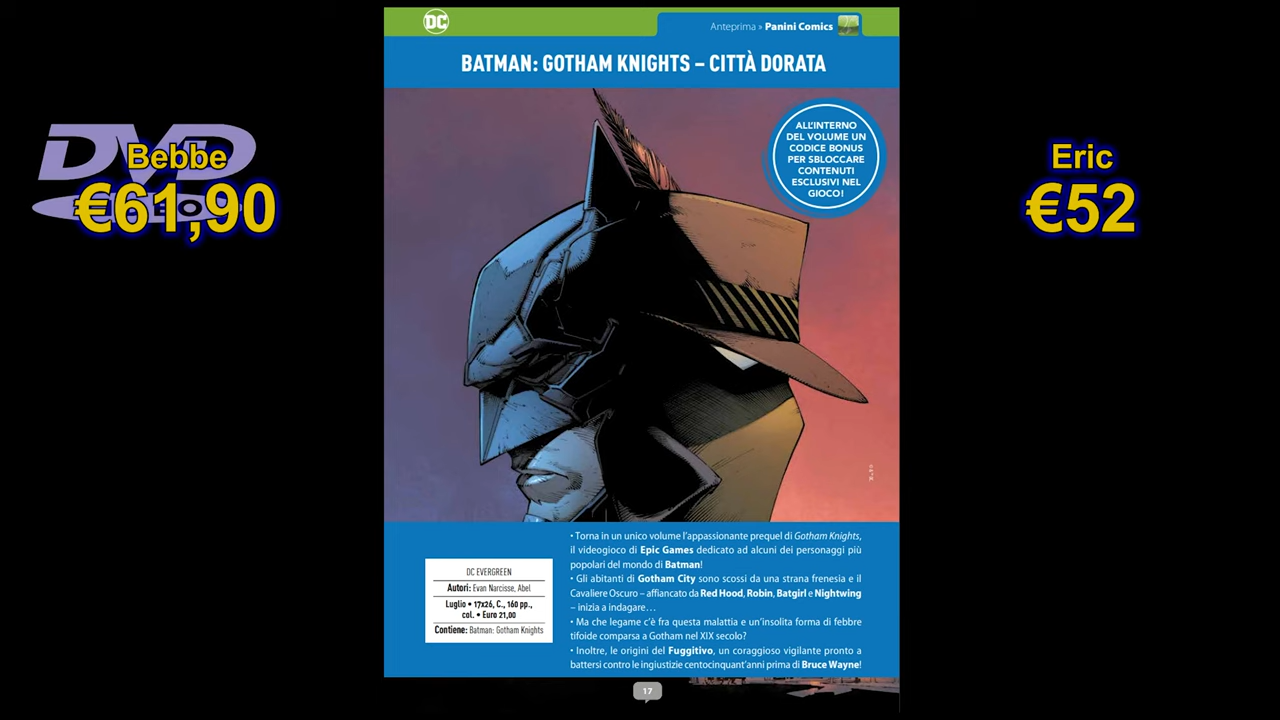 DC
Anteprima » Panini Comics
BATMAN: GOTHAM KNIGHTS – CITTÀ DORATA
ALL'INTERNO
DEL VOLUME UN
CODICE BONUS
PER SBLOCCARE
CONTENUTI
ESCLUSIVI NEL
GIOCO!
DVD
Bebbe
€61,90
Eric
€52
• Torna in un unico volume l'appassionante prequel di Gotham Knights,
il videogioco di Epic Games dedicato ad alcuni dei personaggi più
popolari del mondo di Batman!
• Gli abitanti di Gotham City sono scossi da una strana frenesia e il
Cavaliere Oscuro – affiancato da Red Hood, Robin, Batgirl e Nightwing
– inizia a indagare…
• Ma che legame c'è fra questa malattia e un'insolita forma di febbre
tifoide comparsa a Gotham nel XIX secolo?
• Inoltre, le origini del Fuggitivo, un coraggioso vigilante pronto a
battersi contro le ingiustizie centocinquant'anni prima di Bruce Wayne!
DC EVERGREEN
Autori: Evan Narcisse, Abel
Luglio • 17x26, C., 160 pp.,
col. • Euro 21,00
Contiene: Batman: Gotham Knights
17